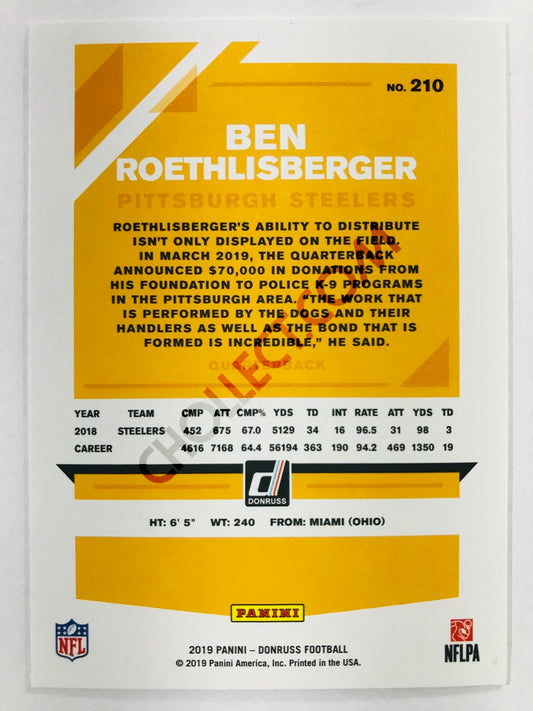 NO. 210
BEN
ROETHLISBERGER
PITTSBURGH STEELERS
ROETHLISBERGER'S ABILITY TO DISTRIBUTE
ISN'T ONLY DISPLAYED ON THE FIELD.
IN MARCH 2019, THE QUARTERBACK
ANNOUNCED $70,000 IN DONATIONS FROM
HIS FOUNDATION TO POLICE K-9 PROGRAMS
IN THE PITTSBURGH AREA. “THE WORK THAT
IS PERFORMED BY THE DOGS AND THEIR
HANDLERS AS WELL AS THE BOND THAT IS
FORMED IS INCREDIBLE,” HE SAID.
QUARTERBACK
CHOLLECT.COM
YEAR TEAM CMP ATT CMP% YDS TD INT RATE ATT YDS TD
2018 STEELERS 452 675 67.0 5129 34 16 96.5 31 98 3
CAREER 4616 7168 64.4 56194 363 190 94.2 469 1350 19
DONRUSS
HT: 6' 5" WT: 240 FROM: MIAMI (OHIO)
PANINI
NFL
2019 PANINI – DONRUSS FOOTBALL
© 2019 Panini America, Inc. Printed in the USA.
NFLPA